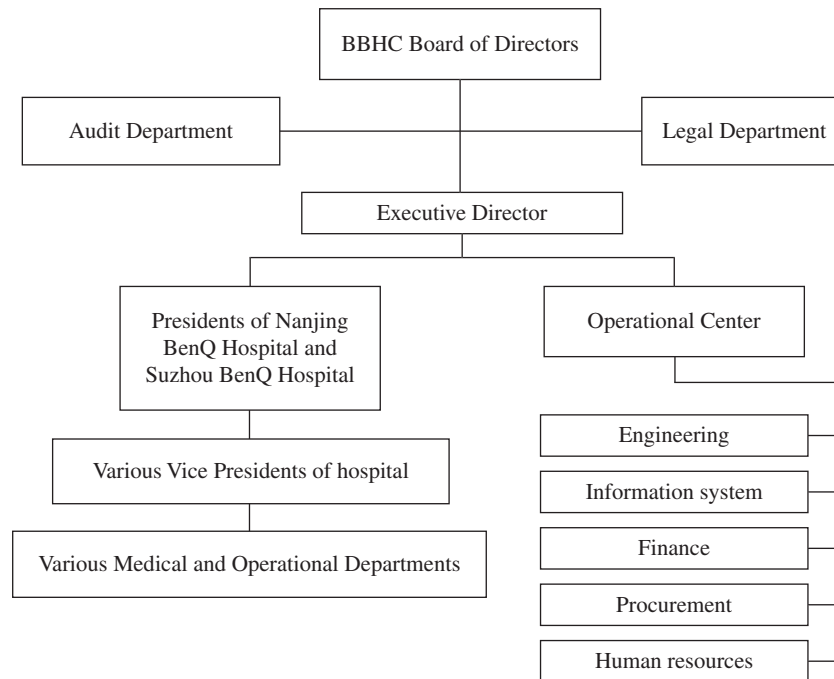 BBHC Board of Directors
Audit Department
Legal Department
Executive Director
Presidents of Nanjing
BenQ Hospital and
Suzhou BenQ Hospital
Operational Center
Various Vice Presidents of hospital
Various Medical and Operational Departments
Engineering
Information system
Finance
Procurement
Human resources